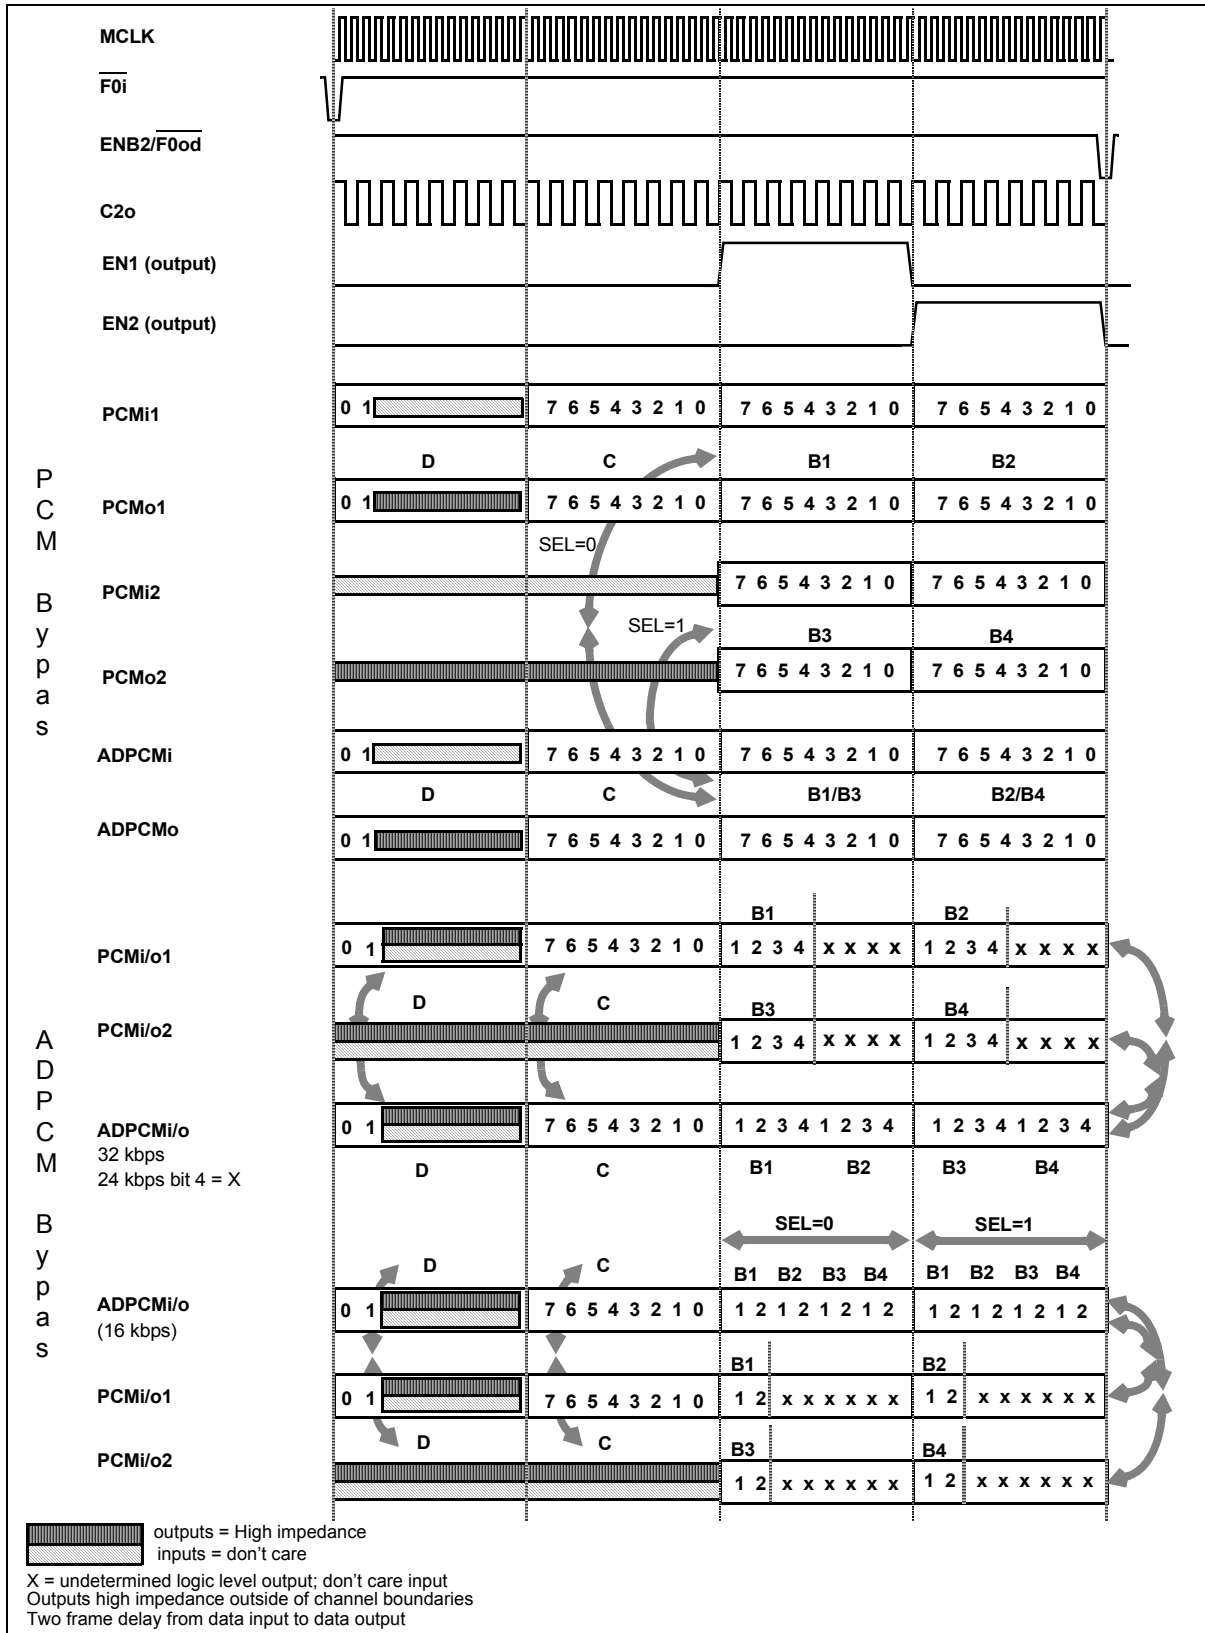 MCLK
F0i
ENB2/F0od
C2o
EN1 (output)
EN2 (output)
PCM Bypas
PCMi1
0 1
7 6 5 4 3 2 1 0
7 6 5 4 3 2 1 0
7 6 5 4 3 2 1 0
D C B1 B2
PCMo1
0 1
7 6 5 4 3 2 1 0
7 6 5 4 3 2 1 0
7 6 5 4 3 2 1 0
SEL=0
PCMi2
7 6 5 4 3 2 1 0
7 6 5 4 3 2 1 0
SEL=1
B3 B4
PCMo2
7 6 5 4 3 2 1 0
7 6 5 4 3 2 1 0
ADPCMi
0 1
7 6 5 4 3 2 1 0
7 6 5 4 3 2 1 0
7 6 5 4 3 2 1 0
D C B1/B3 B2/B4
ADPCMo
0 1
7 6 5 4 3 2 1 0
7 6 5 4 3 2 1 0
7 6 5 4 3 2 1 0
ADPCM Bypas
B1 B2
PCMi/o1
0 1
7 6 5 4 3 2 1 0
1 2 3 4 x x x x
1 2 3 4 x x x x
D C B3 B4
PCMi/o2
1 2 3 4 x x x x
1 2 3 4 x x x x
ADPCMi/o
0 1
7 6 5 4 3 2 1 0
1 2 3 4 1 2 3 4
1 2 3 4 1 2 3 4
32 kbps
24 kbps bit 4 = X
D C B1 B2 B3 B4
SEL=0 SEL=1
D C B1 B2 B3 B4 B1 B2 B3 B4
ADPCMi/o
0 1
7 6 5 4 3 2 1 0
1 2 1 2 1 2 1 2
1 2 1 2 1 2 1 2
(16 kbps)
B1 B2
PCMi/o1
0 1
7 6 5 4 3 2 1 0
1 2 x x x x x x
1 2 x x x x x x
D C B3 B4
PCMi/o2
1 2 x x x x x x
1 2 x x x x x x
outputs = High impedance
inputs = don't care
X = undetermined logic level output; don't care input
Outputs high impedance outside of channel boundaries
Two frame delay from data input to data output